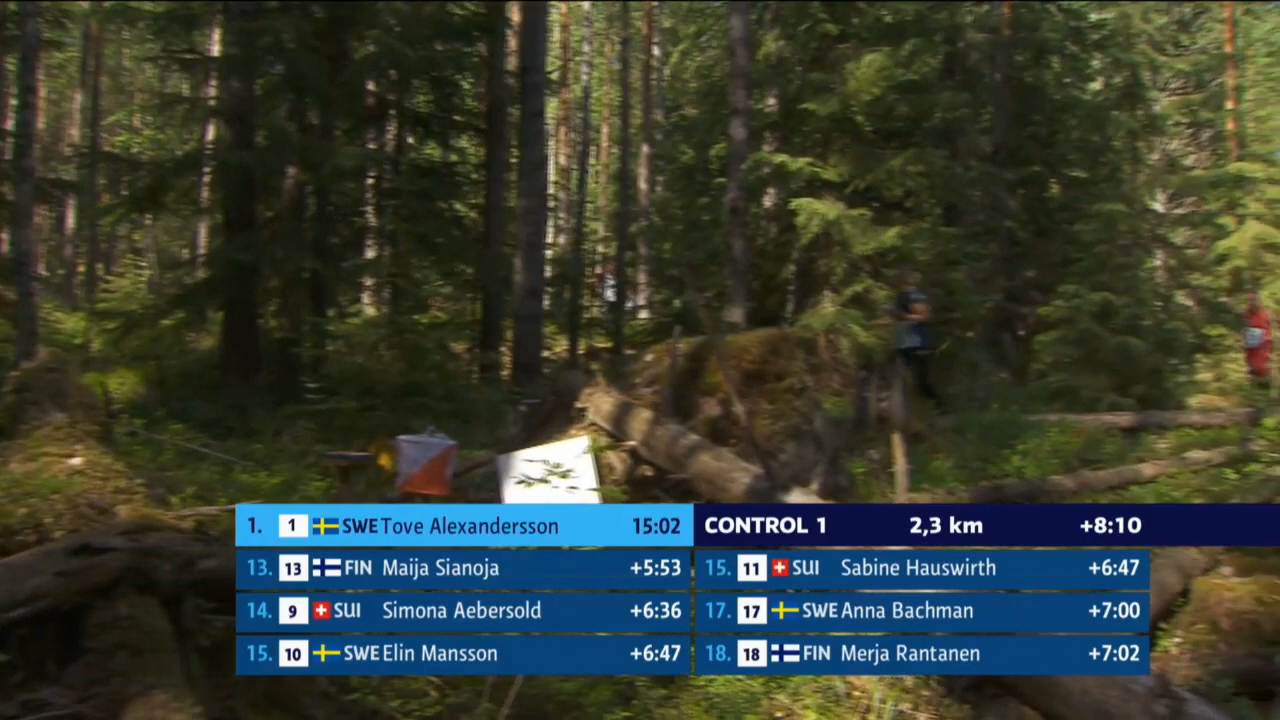 1. 1 SWE Tove Alexandersson 15:02
CONTROL 1 2,3 km +8:10
13. 13 FIN Maija Sianoja +5:53
14. 9 SUI Simona Aebersold +6:36
15. 10 SWE Elin Mansson +6:47
15. 11 SUI Sabine Hauswirth +6:47
17. 17 SWE Anna Bachman +7:00
18. 18 FIN Merja Rantanen +7:02